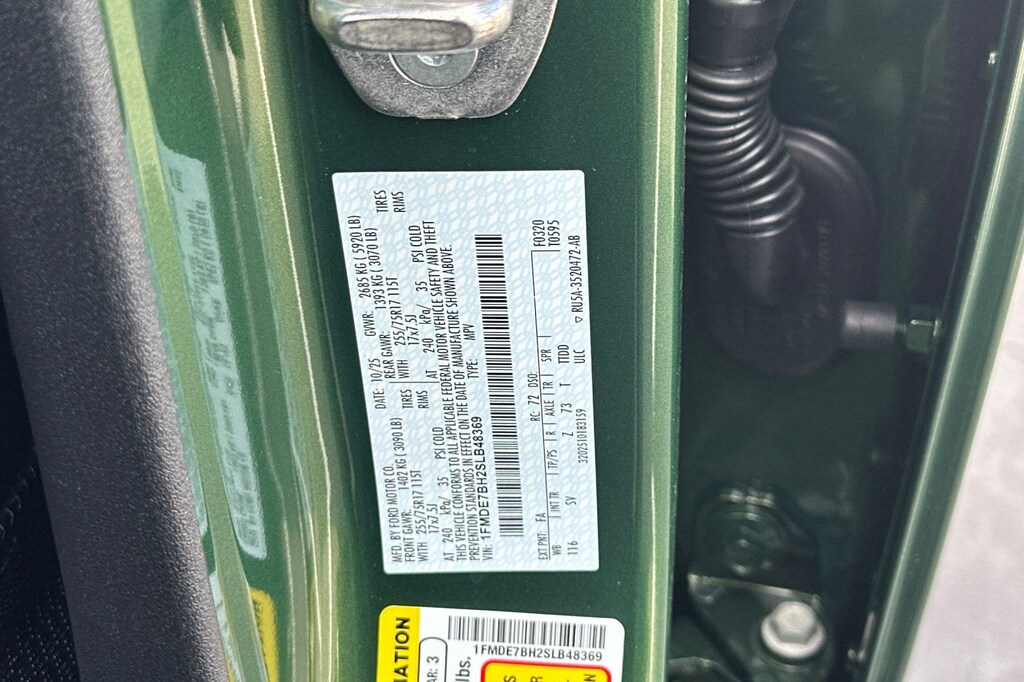 MFD. BY FORD MOTOR CO.
DATE: 10/25 GVWR: 2685 KG ( 5920 LB)
FRONT GAWR: 1402 KG ( 3090 LB) REAR GAWR: 1393 KG ( 3070 LB)
WITH 255/75R17 115T TIRES WITH 255/75R17 115T TIRES
17x7.5J RIMS 17x7.5J RIMS
AT 240 kPa/ 35 PSI COLD AT 240 kPa/ 35 PSI COLD
THIS VEHICLE CONFORMS TO ALL APPLICABLE FEDERAL MOTOR VEHICLE SAFETY AND THEFT
PREVENTION STANDARDS IN EFFECT ON THE DATE OF MANUFACTURE SHOWN ABOVE.
VIN: 1FMDE7BH2SLB48369 TYPE: MPV
F0320
EXT PNT: FA RC: 72 DSO: T0595
WB INT TR TP/PS R AXLE TR SPR
116 SV Z 73 T TTDD
ULC
3202510183159 RU5A-3520472-AB
1FMDE7BH2SLB48369
AR: 3
lbs.